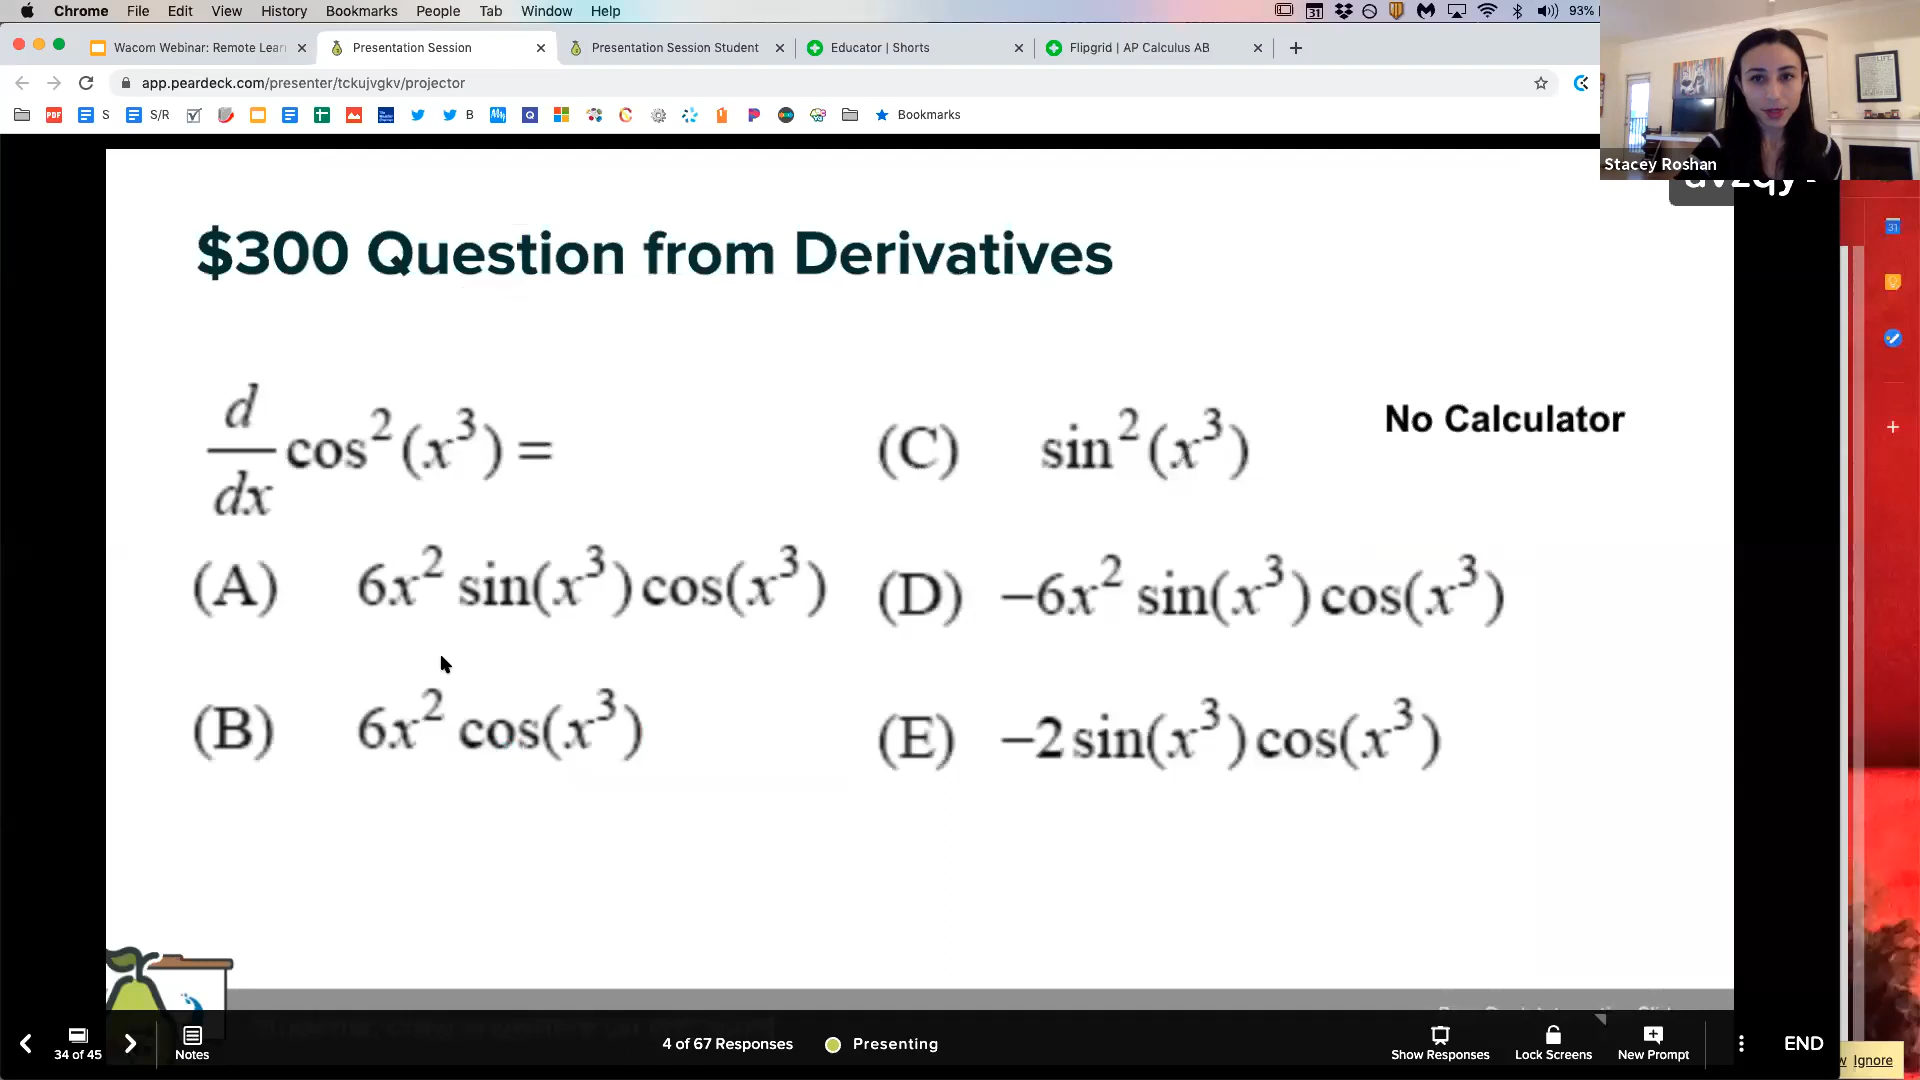 Chrome File Edit View History Bookmarks People Tab Window Help 31 93%
Wacom Webinar: Remote Lear Presentation Session Presentation Session Student Educator | Shorts Flipgrid | AP Calculus AB
app.peardeck.com/presenter/tckujvgkv/projector
PDF S S/R B Q Bookmarks
Stacey Roshan
$300 Question from Derivatives
d/dx cos²(x³) =
(C) sin²(x³)
No Calculator
(A) 6x² sin(x³)cos(x³)
(D) −6x² sin(x³)cos(x³)
(B) 6x² cos(x³)
(E) −2 sin(x³)cos(x³)
34 of 45
Notes
4 of 67 Responses
Presenting
Show Responses
Lock Screens
New Prompt
END
Ignore